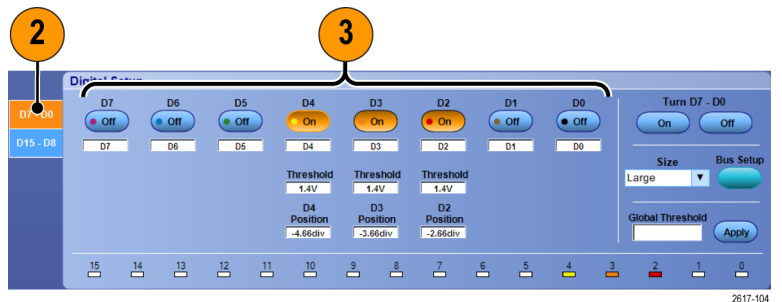 2
3
Digital Setup
D7 - D0
D15 - D8
D7 D6 D5 D4 D3 D2 D1 D0
Off Off Off On On On Off Off
D7 D6 D5 D4 D3 D2 D1 D0
Threshold Threshold Threshold
1.4V 1.4V 1.4V
D4 Position D3 Position D2 Position
-4.66div -3.66div -2.66div
Turn D7 - D0
On Off
Size
Large
Bus Setup
Global Threshold
Apply
15 14 13 12 11 10 9 8 7 6 5 4 3 2 1 0
2617-104